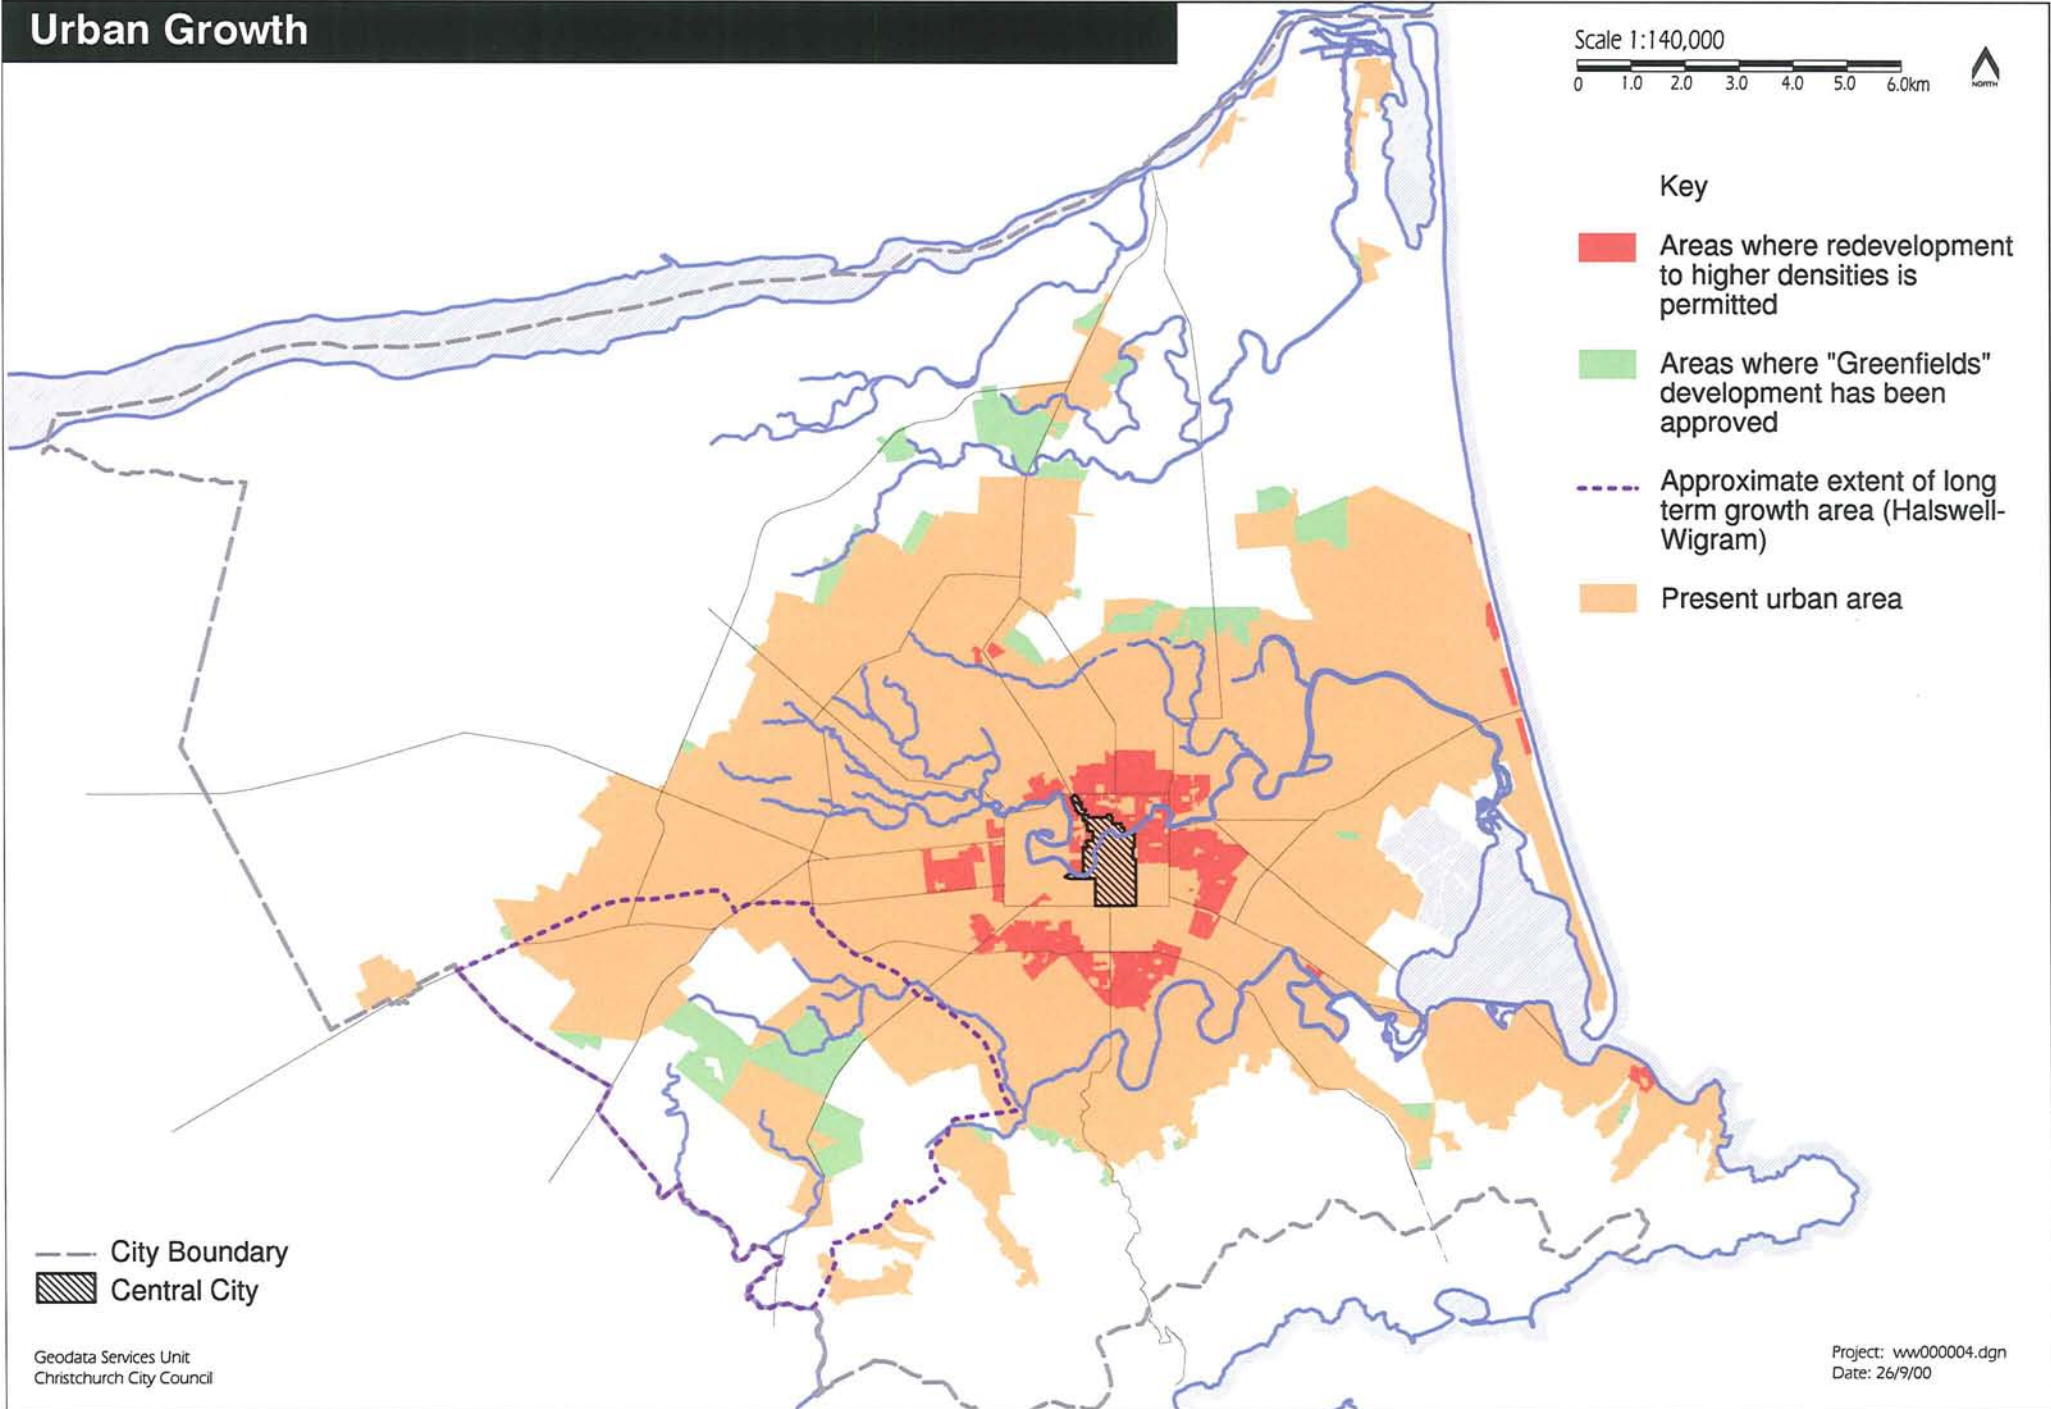 Urban Growth
Scale 1:140,000
0 1.0 2.0 3.0 4.0 5.0 6.0km
NORTH
Key
Areas where redevelopment
to higher densities is
permitted
Areas where "Greenfields"
development has been
approved
Approximate extent of long
term growth area (Halswell-
Wigram)
Present urban area
City Boundary
Central City
Geodata Services Unit
Christchurch City Council
Project: ww000004.dgn
Date: 26/9/00